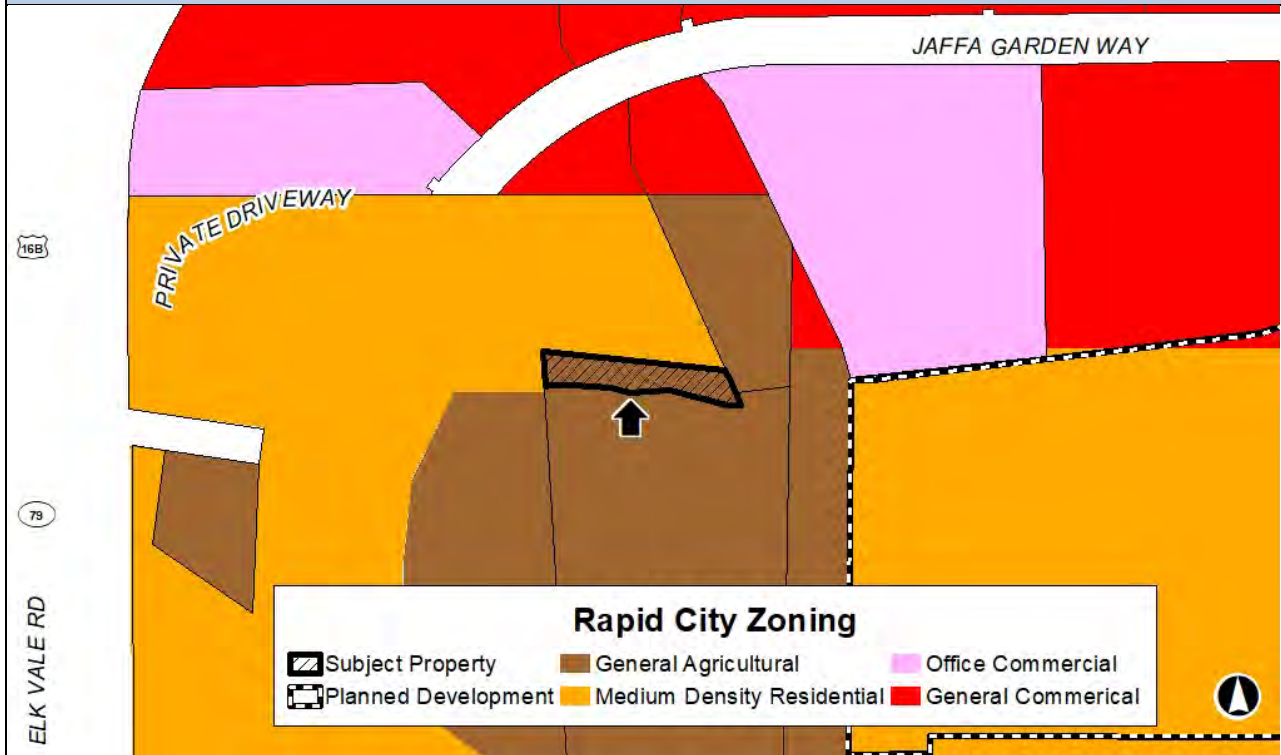 JAFFA GARDEN WAY
PRIVATE DRIVEWAY
16B
79
ELK VALE RD
Rapid City Zoning
Subject Property
General Agricultural
Office Commercial
Planned Development
Medium Density Residential
General Commerical